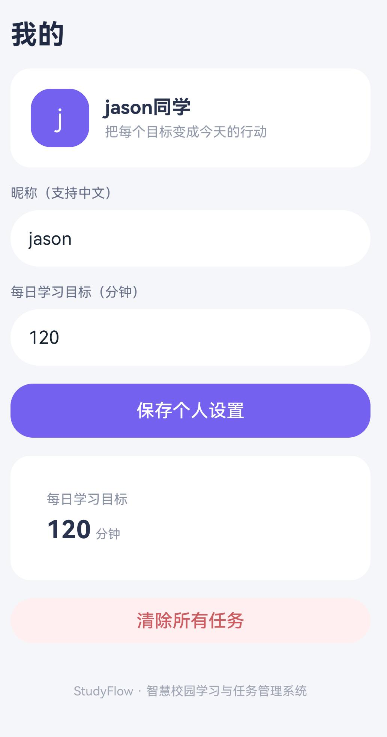 我的
j
jason同学
把每个目标变成今天的行动
昵称（支持中文）
jason
每日学习目标（分钟）
120
保存个人设置
每日学习目标
120 分钟
清除所有任务
StudyFlow · 智慧校园学习与任务管理系统